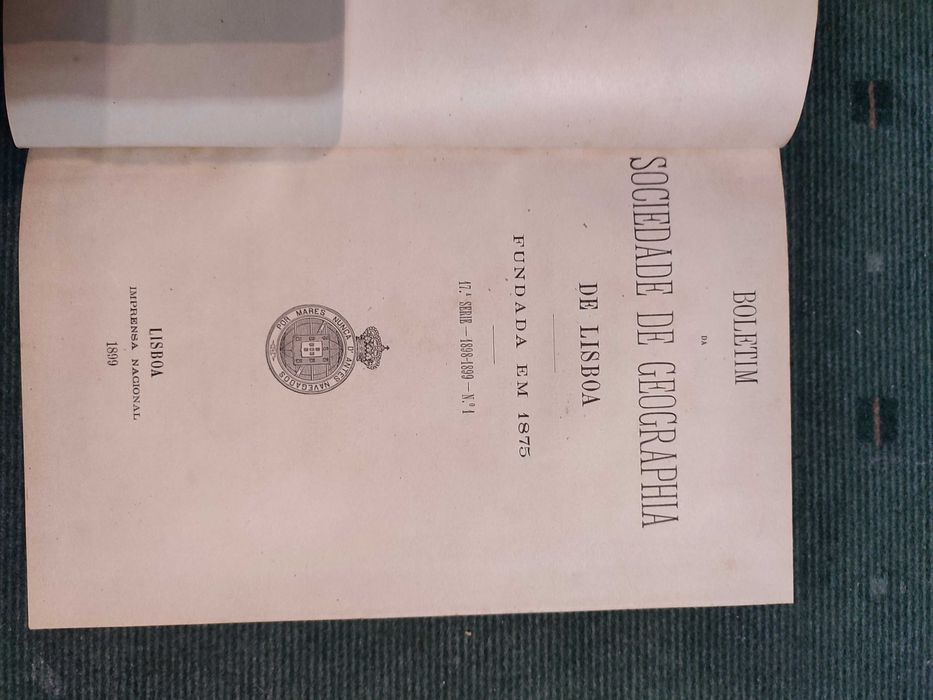 BOLETIM
DA
SOCIEDADE DE GEOGRAPHIA
DE LISBOA
FUNDADA EM 1875
17.ª SERIE — 1898-1899 — N.º 1
POR MARES NUNCA D'ANTES NAVEGADOS
LISBOA
IMPRENSA NACIONAL
1899